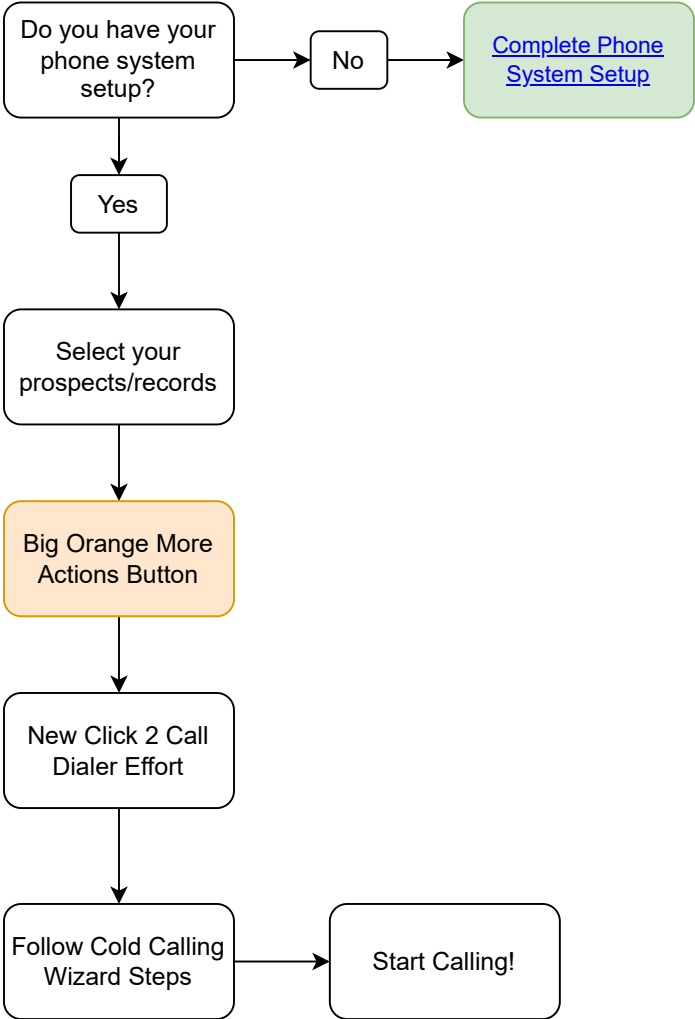 Do you have your
phone system
setup?
No
Complete Phone
System Setup
Yes
Select your
prospects/records
Big Orange More
Actions Button
New Click 2 Call
Dialer Effort
Follow Cold Calling
Wizard Steps
Start Calling!